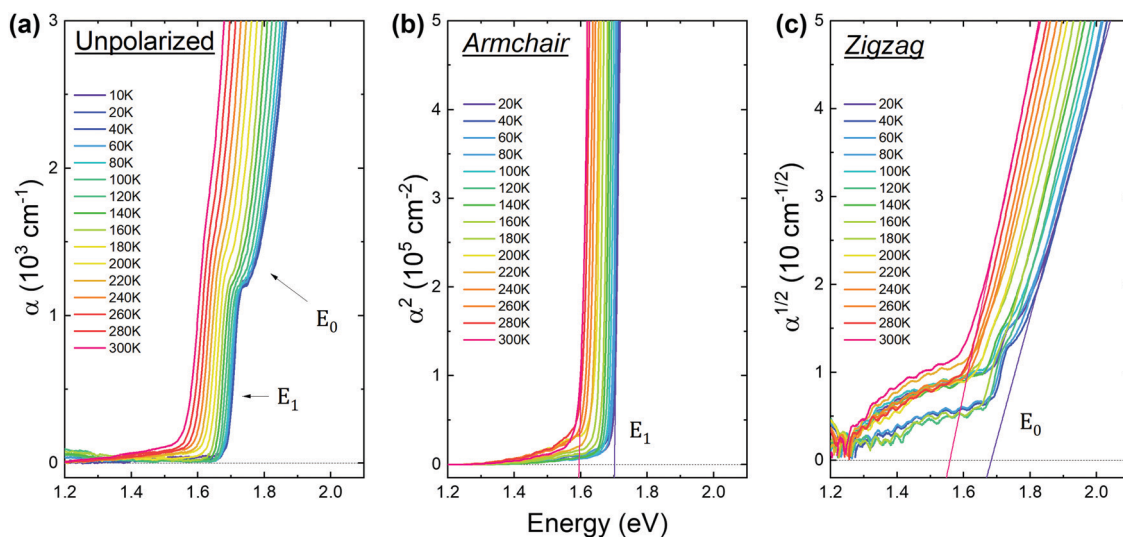 (a)
Unpolarized
10K
20K
40K
60K
80K
100K
120K
140K
160K
180K
200K
220K
240K
260K
280K
300K
E₀
E₁
α (10³ cm⁻¹)
3
2
1
0
1.2
1.4
1.6
1.8
2.0
(b)
Armchair
20K
40K
60K
80K
100K
120K
140K
160K
180K
200K
220K
240K
260K
280K
300K
E₁
α² (10⁵ cm⁻²)
5
4
3
2
1
0
1.2
1.4
1.6
1.8
2.0
Energy (eV)
(c)
Zigzag
20K
40K
60K
80K
100K
120K
140K
160K
180K
200K
220K
240K
260K
280K
300K
E₀
α¹ᐟ² (10 cm⁻¹ᐟ²)
5
4
3
2
1
0
1.2
1.4
1.6
1.8
2.0